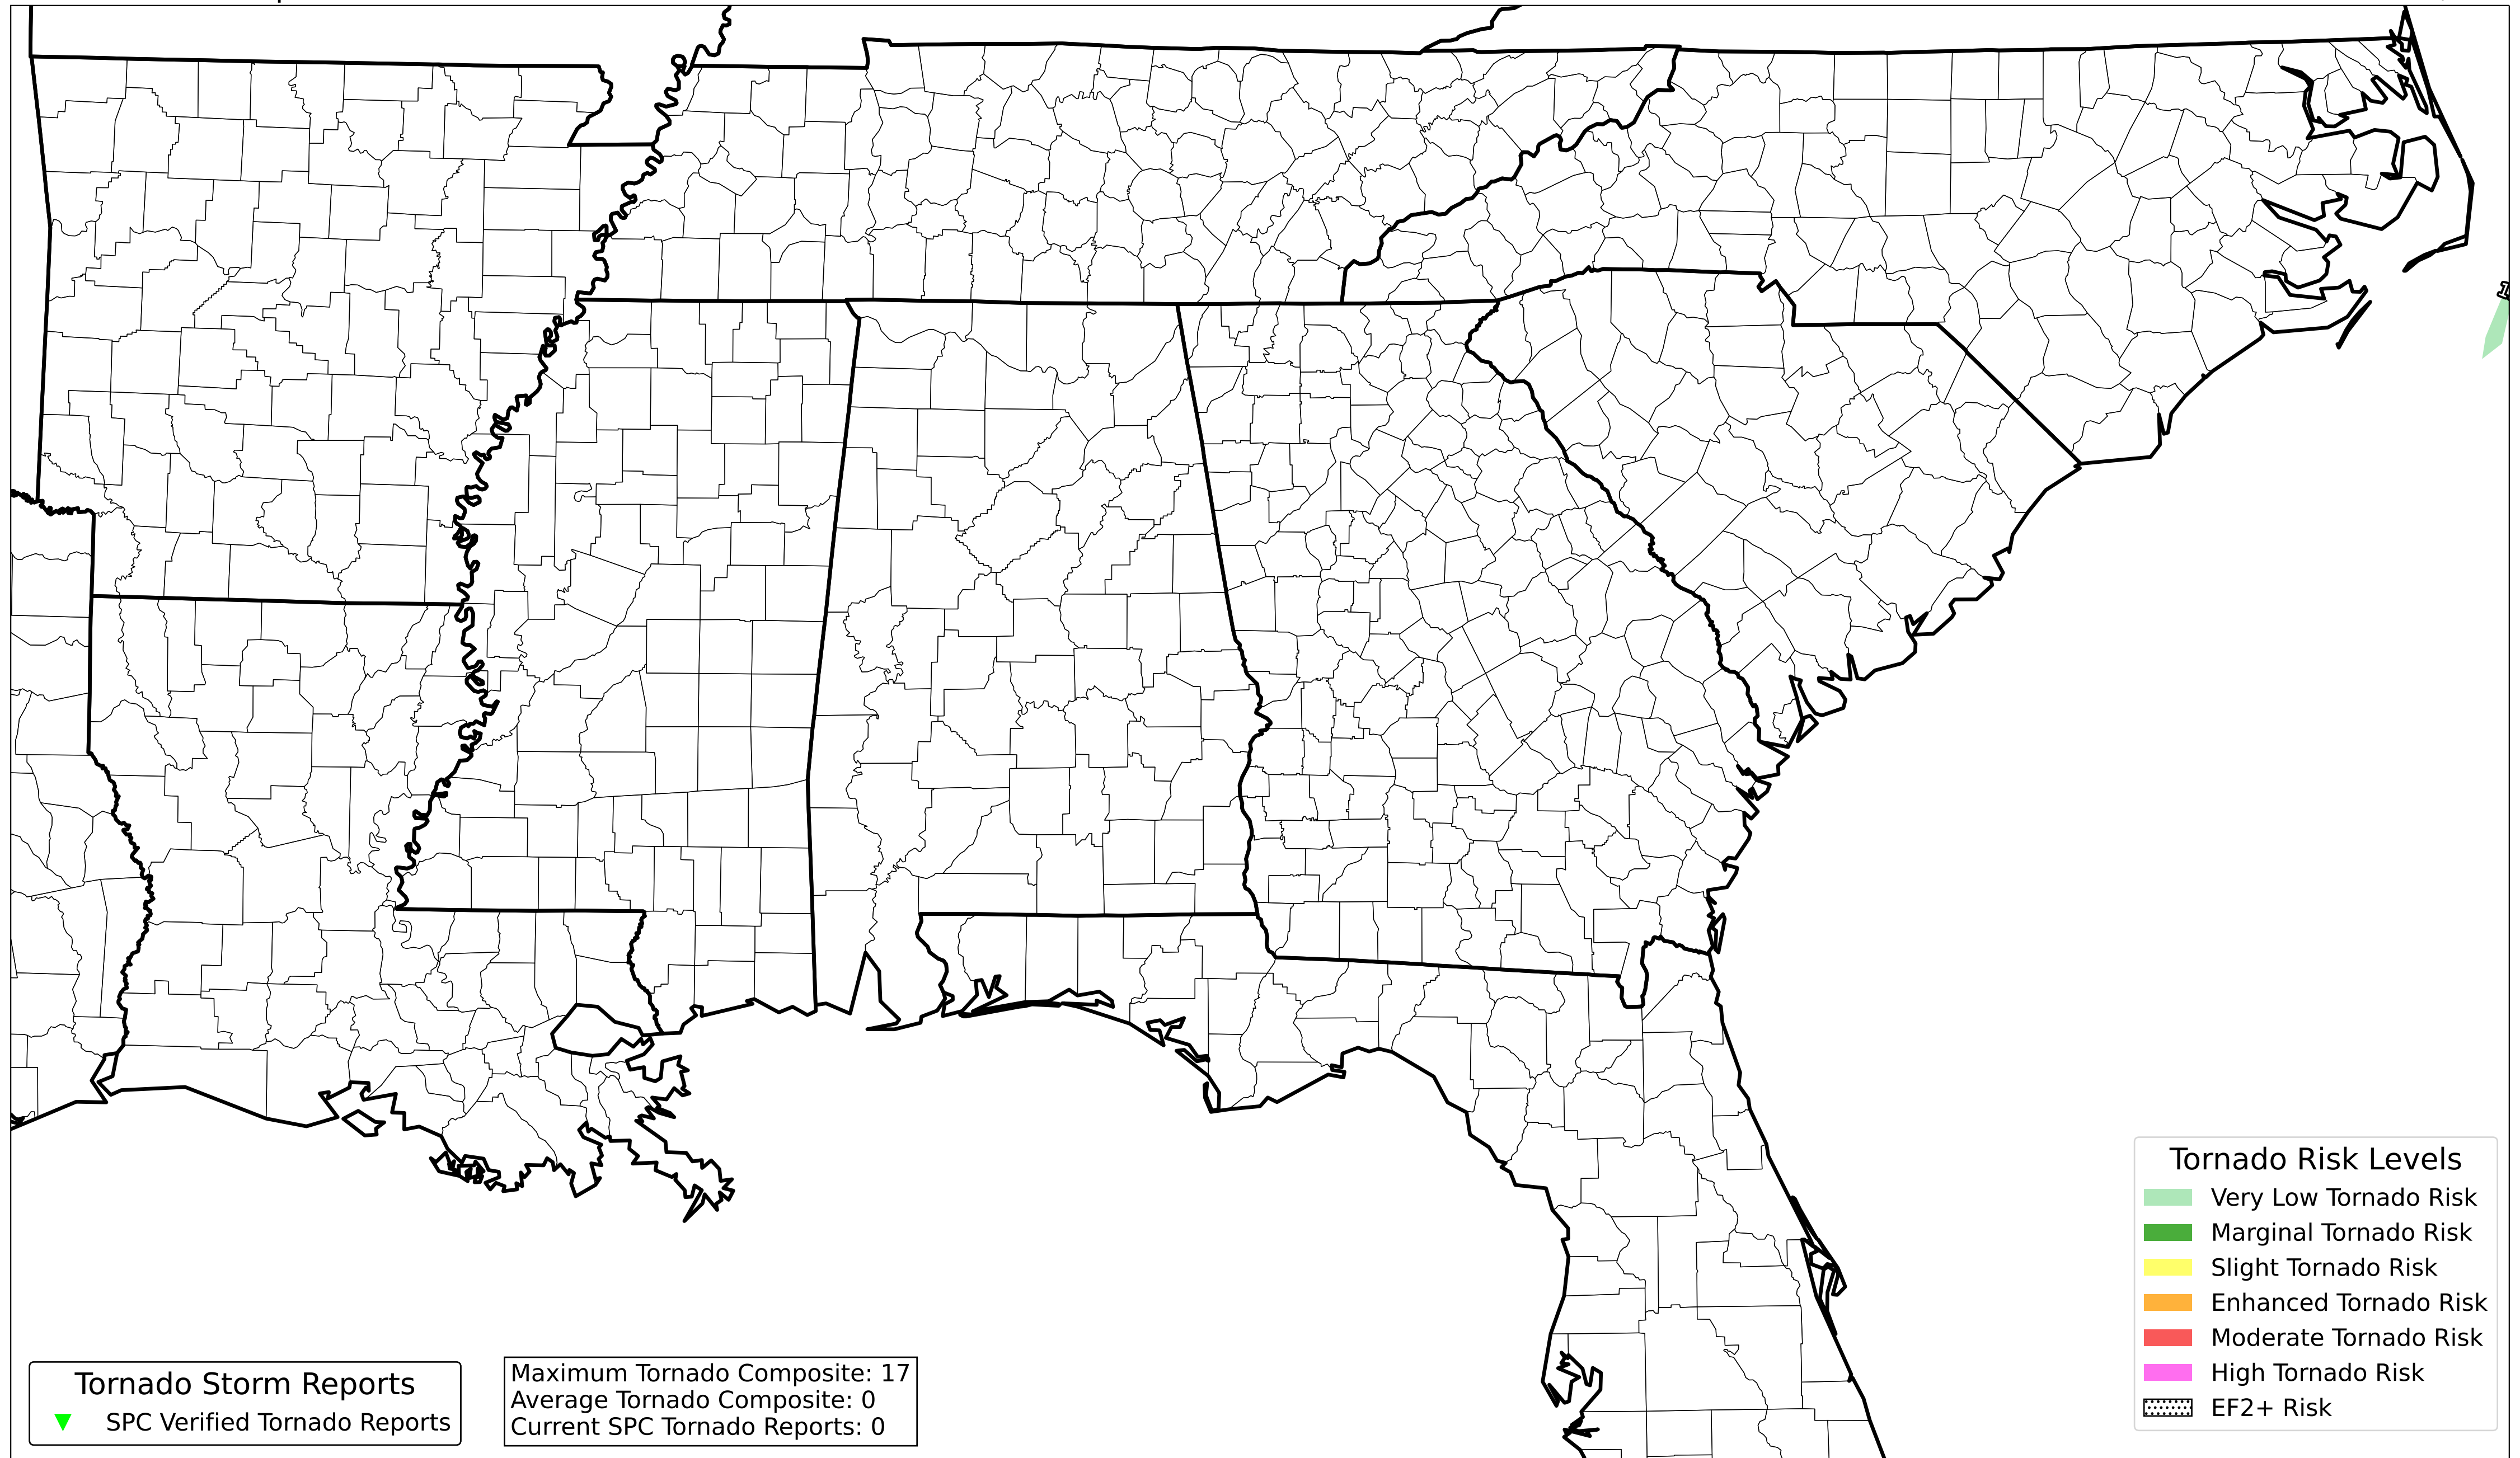 Tornado Risk Levels
Very Low Tornado Risk
Marginal Tornado Risk
Slight Tornado Risk
Enhanced Tornado Risk
Moderate Tornado Risk
High Tornado Risk
EF2+ Risk
Tornado Storm Reports
SPC Verified Tornado Reports
Maximum Tornado Composite: 17
Average Tornado Composite: 0
Current SPC Tornado Reports: 0